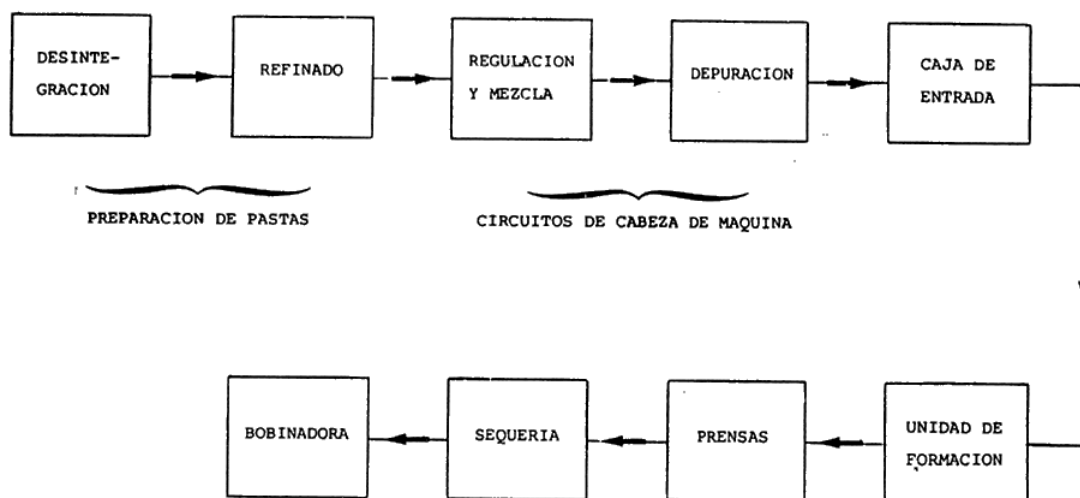 DESINTE-
GRACION
REFINADO
REGULACION
Y MEZCLA
DEPURACION
CAJA DE
ENTRADA
PREPARACION DE PASTAS
CIRCUITOS DE CABEZA DE MAQUINA
BOBINADORA
SEQUERIA
PRENSAS
UNIDAD DE
FORMACION